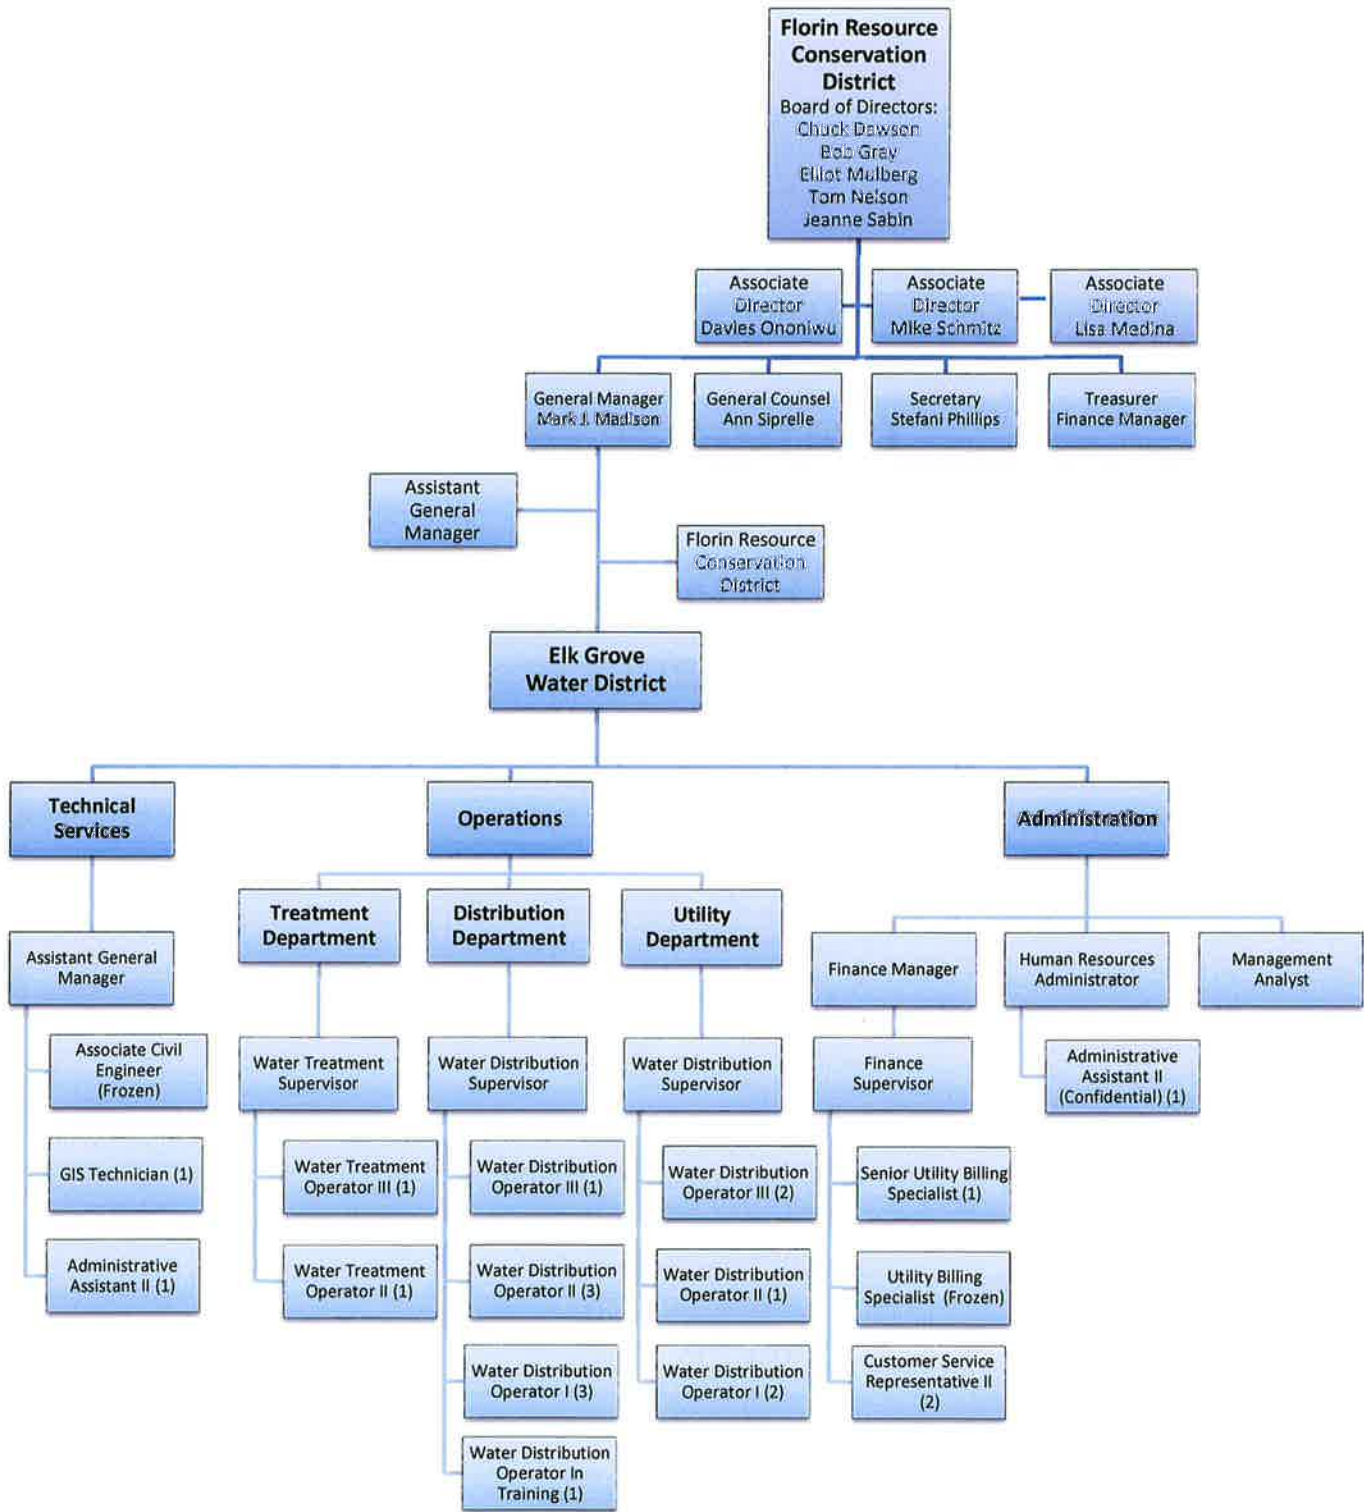 Florin Resource
Conservation
District
Board of Directors:
Chuck Dawson
Bob Gray
Elliot Mulberg
Tom Nelson
Jeanne Sabin
Associate
Director
Davies Ononiwu
Associate
Director
Mike Schmitz
Associate
Director
Lisa Medina
General Manager
Mark J. Madison
General Counsel
Ann Siprelle
Secretary
Stefani Phillips
Treasurer
Finance Manager
Assistant
General
Manager
Florin Resource
Conservation
District
Elk Grove
Water District
Technical
Services
Operations
Administration
Treatment
Department
Distribution
Department
Utility
Department
Assistant General
Manager
Finance Manager
Human Resources
Administrator
Management
Analyst
Associate Civil
Engineer
(Frozen)
Water Treatment
Supervisor
Water Distribution
Supervisor
Water Distribution
Supervisor
Finance
Supervisor
Administrative
Assistant II
(Confidential) (1)
GIS Technician (1)
Water Treatment
Operator III (1)
Water Distribution
Operator III (1)
Water Distribution
Operator III (2)
Senior Utility Billing
Specialist (1)
Administrative
Assistant II (1)
Water Treatment
Operator II (1)
Water Distribution
Operator II (3)
Water Distribution
Operator II (1)
Utility Billing
Specialist (Frozen)
Water Distribution
Operator I (3)
Water Distribution
Operator I (2)
Customer Service
Representative II
(2)
Water Distribution
Operator In
Training (1)